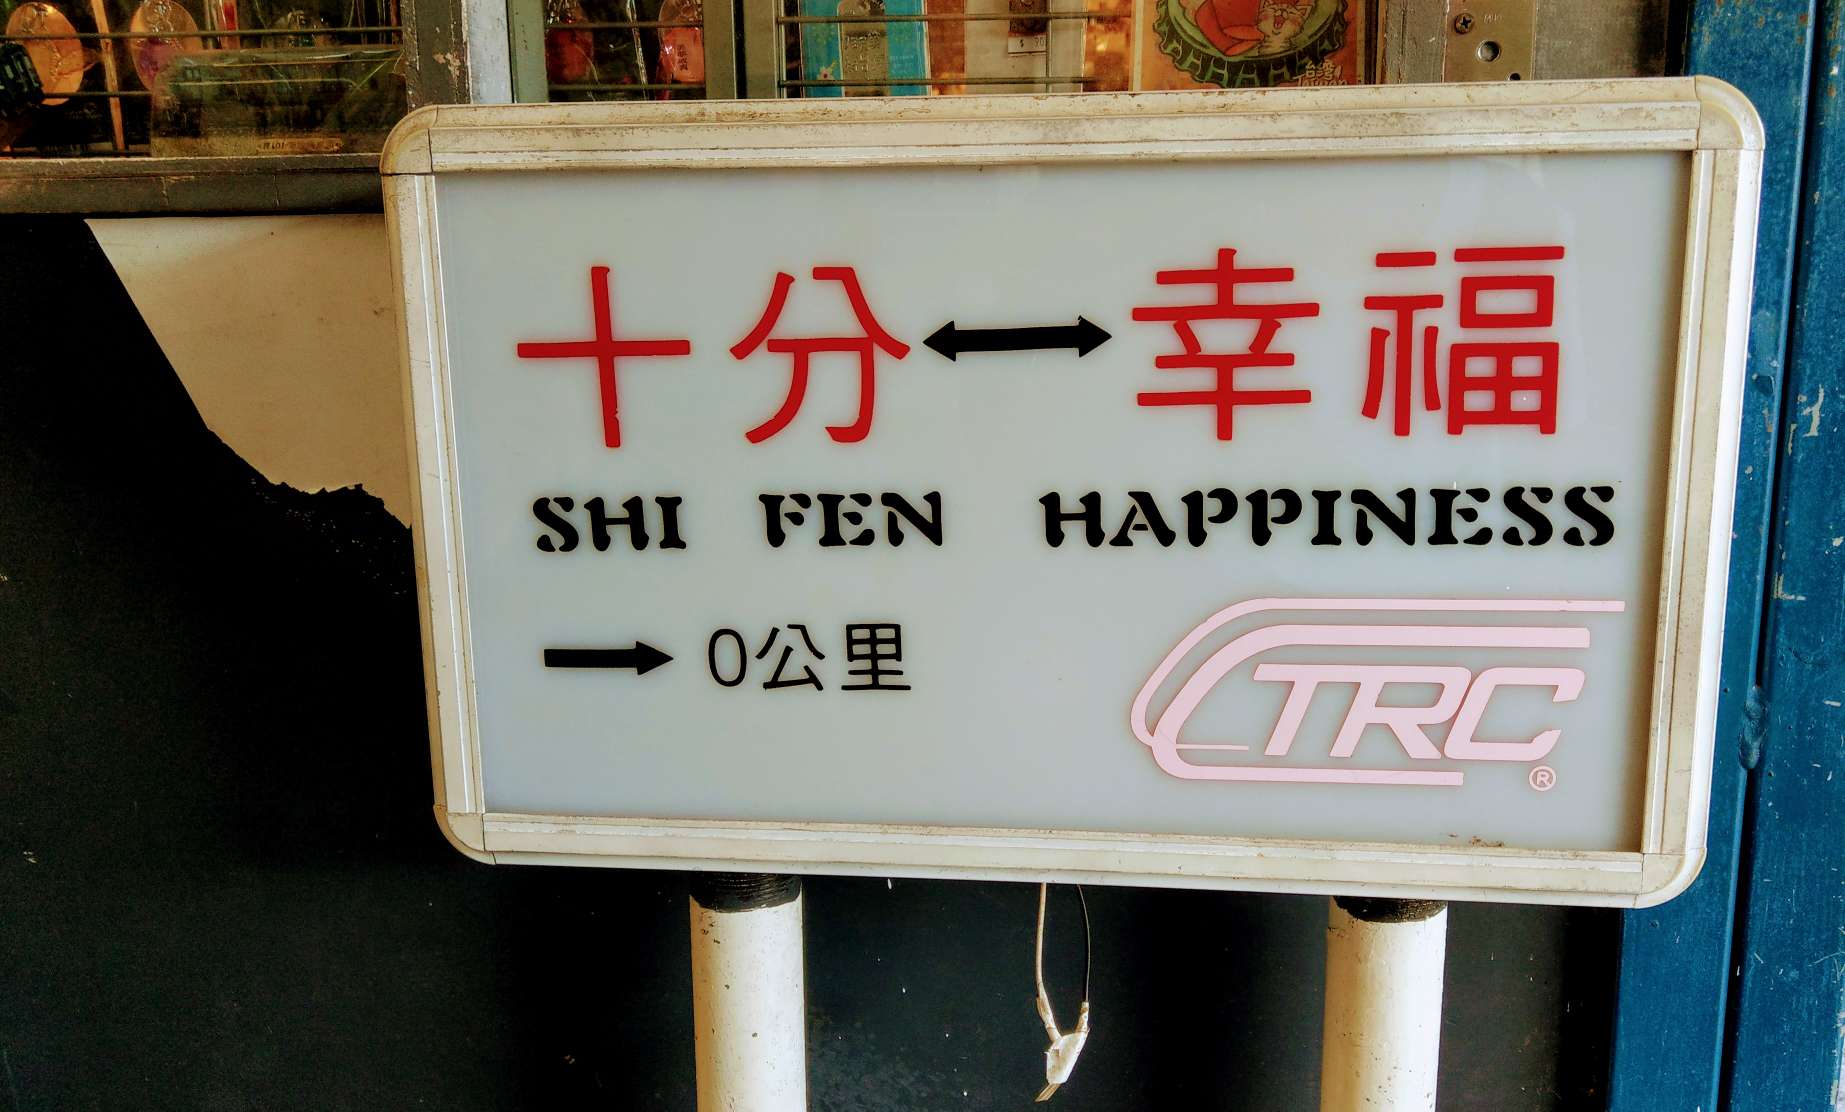 十分 ↔ 幸福
SHI FEN HAPPINESS
→ 0公里
TRC
®